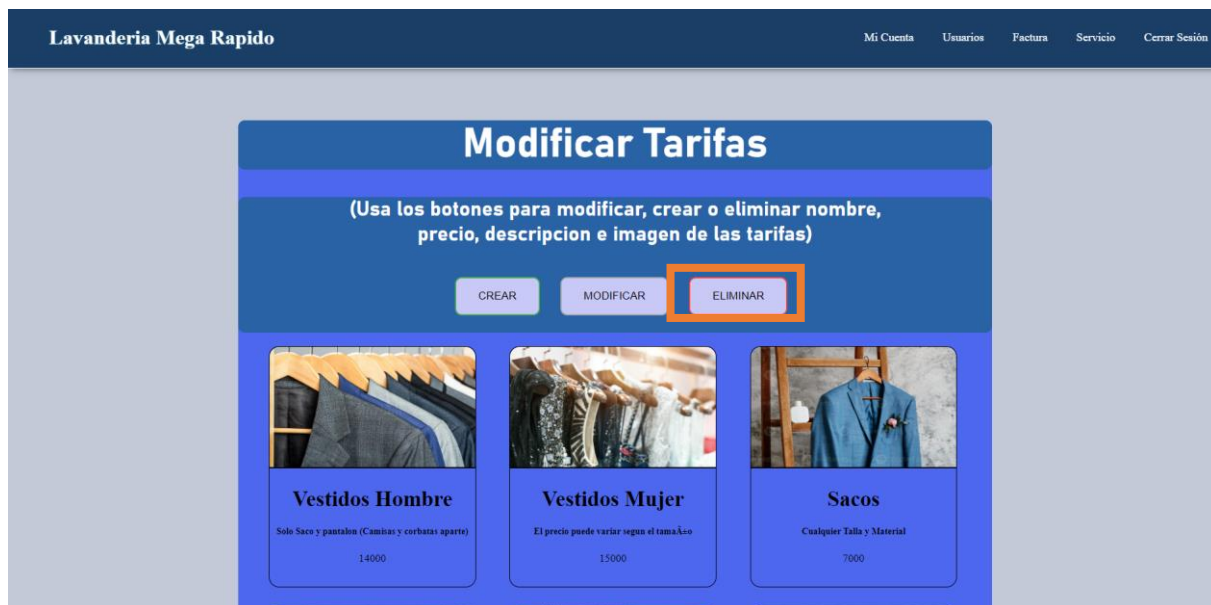 Lavanderia Mega Rapido
Mi Cuenta Usuarios Factura Servicio Cerrar Sesión
Modificar Tarifas
(Usa los botones para modificar, crear o eliminar nombre,
precio, descripcion e imagen de las tarifas)
CREAR MODIFICAR ELIMINAR
Vestidos Hombre
Solo Saco y pantalon (Camisas y corbatas aparte)
14000
Vestidos Mujer
El precio puede variar segun el tamaÃ±o
15000
Sacos
Cualquier Talla y Material
7000